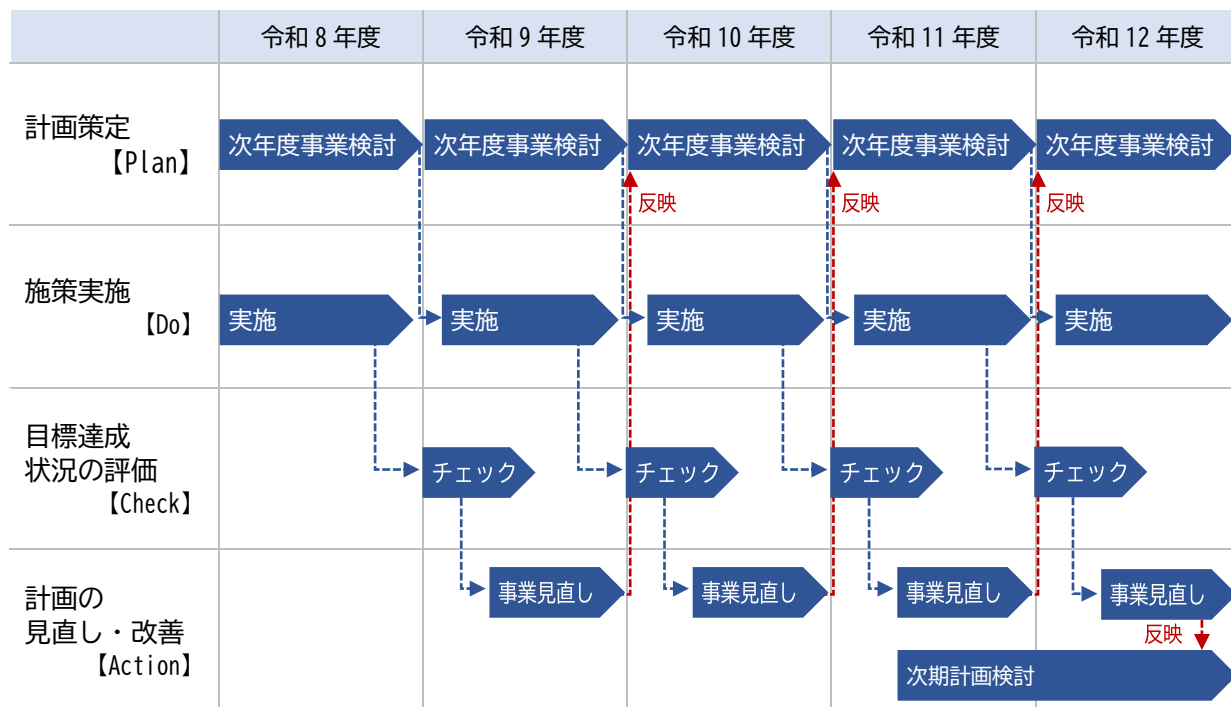 令和 8 年度
令和 9 年度
令和 10 年度
令和 11 年度
令和 12 年度
計画策定
【Plan】
次年度事業検討
次年度事業検討
次年度事業検討
次年度事業検討
次年度事業検討
反映
反映
反映
施策実施
【Do】
実施
実施
実施
実施
実施
目標達成
状況の評価
【Check】
チェック
チェック
チェック
チェック
計画の
見直し・改善
【Action】
事業見直し
事業見直し
事業見直し
事業見直し
反映
次期計画検討